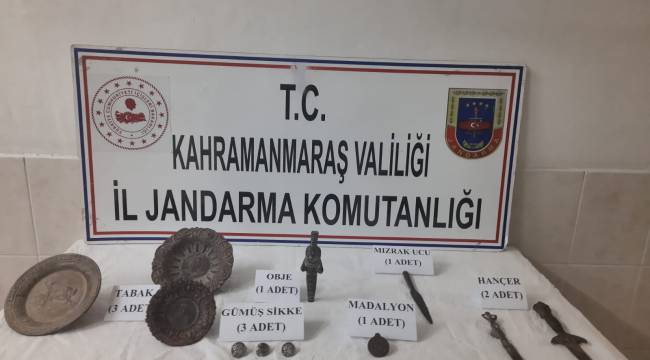 T.C.
KAHRAMANMARAŞ VALİLİĞİ
İL JANDARMA KOMUTANLIĞI
JANDARMA
MIZRAK UCU
(1 ADET)
OBJE
(1 ADET)
HANÇER
(2 ADET)
TABAK
(3 ADET)
GÜMÜŞ SİKKE
(3 ADET)
MADALYON
(1 ADET)